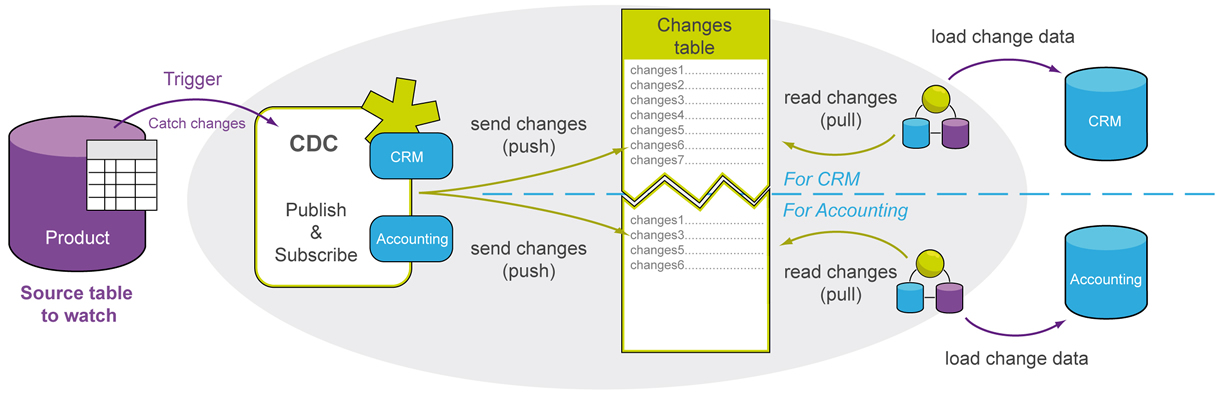 Trigger
Catch changes
Product
Source table
to watch
CDC
Publish
&
Subscribe
CRM
Accounting
send changes
(push)
send changes
(push)
Changes
table
changes1........................
changes2........................
changes3........................
changes4........................
changes5........................
changes6........................
changes7........................
changes1........................
changes3........................
changes5........................
changes6........................
read changes
(pull)
For CRM
For Accounting
read changes
(pull)
load change data
CRM
Accounting
load change data